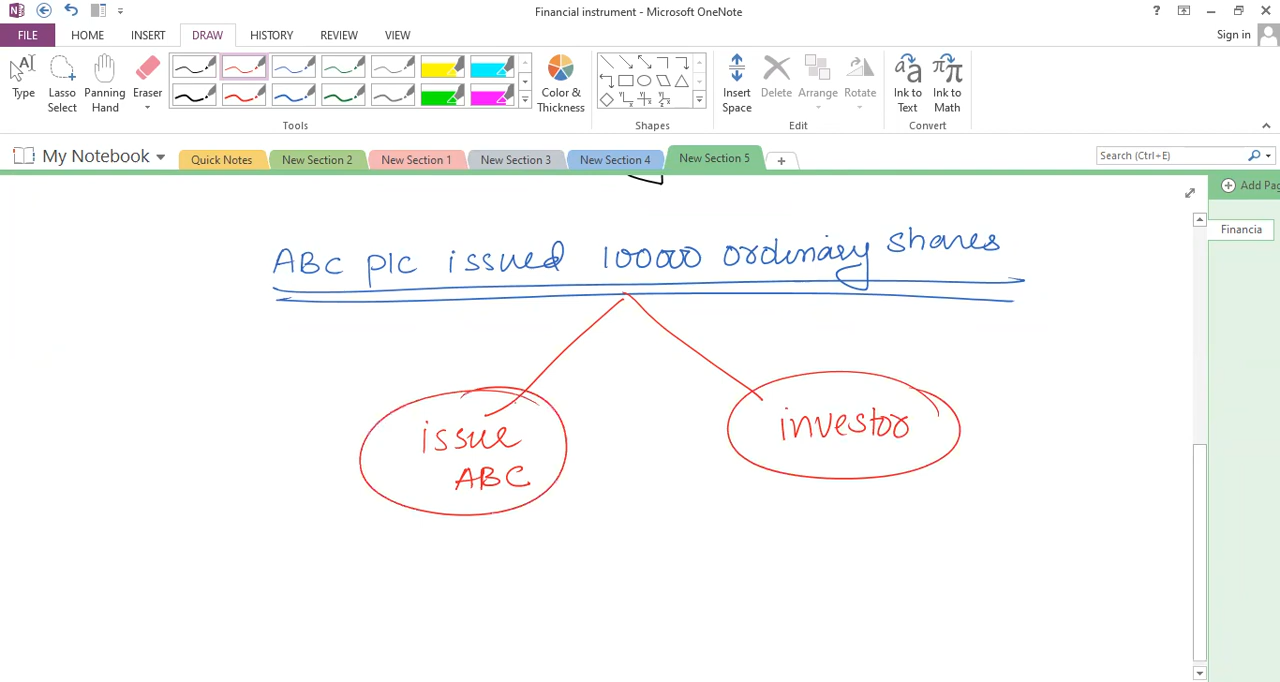 Financial instrument - Microsoft OneNote
?
Sign in
FILE HOME INSERT DRAW HISTORY REVIEW VIEW
Type
Lasso Select
Panning Hand
Eraser
Color & Thickness
Insert Space
Delete
Arrange
Rotate
Ink to Text
Ink to Math
Tools
Shapes
Edit
Convert
My Notebook
Quick Notes
New Section 2
New Section 1
New Section 3
New Section 4
New Section 5
Search (Ctrl+E)
Add Pag
Financia
ABC plc issued 10000 ordinary shares
issue
ABC
investor